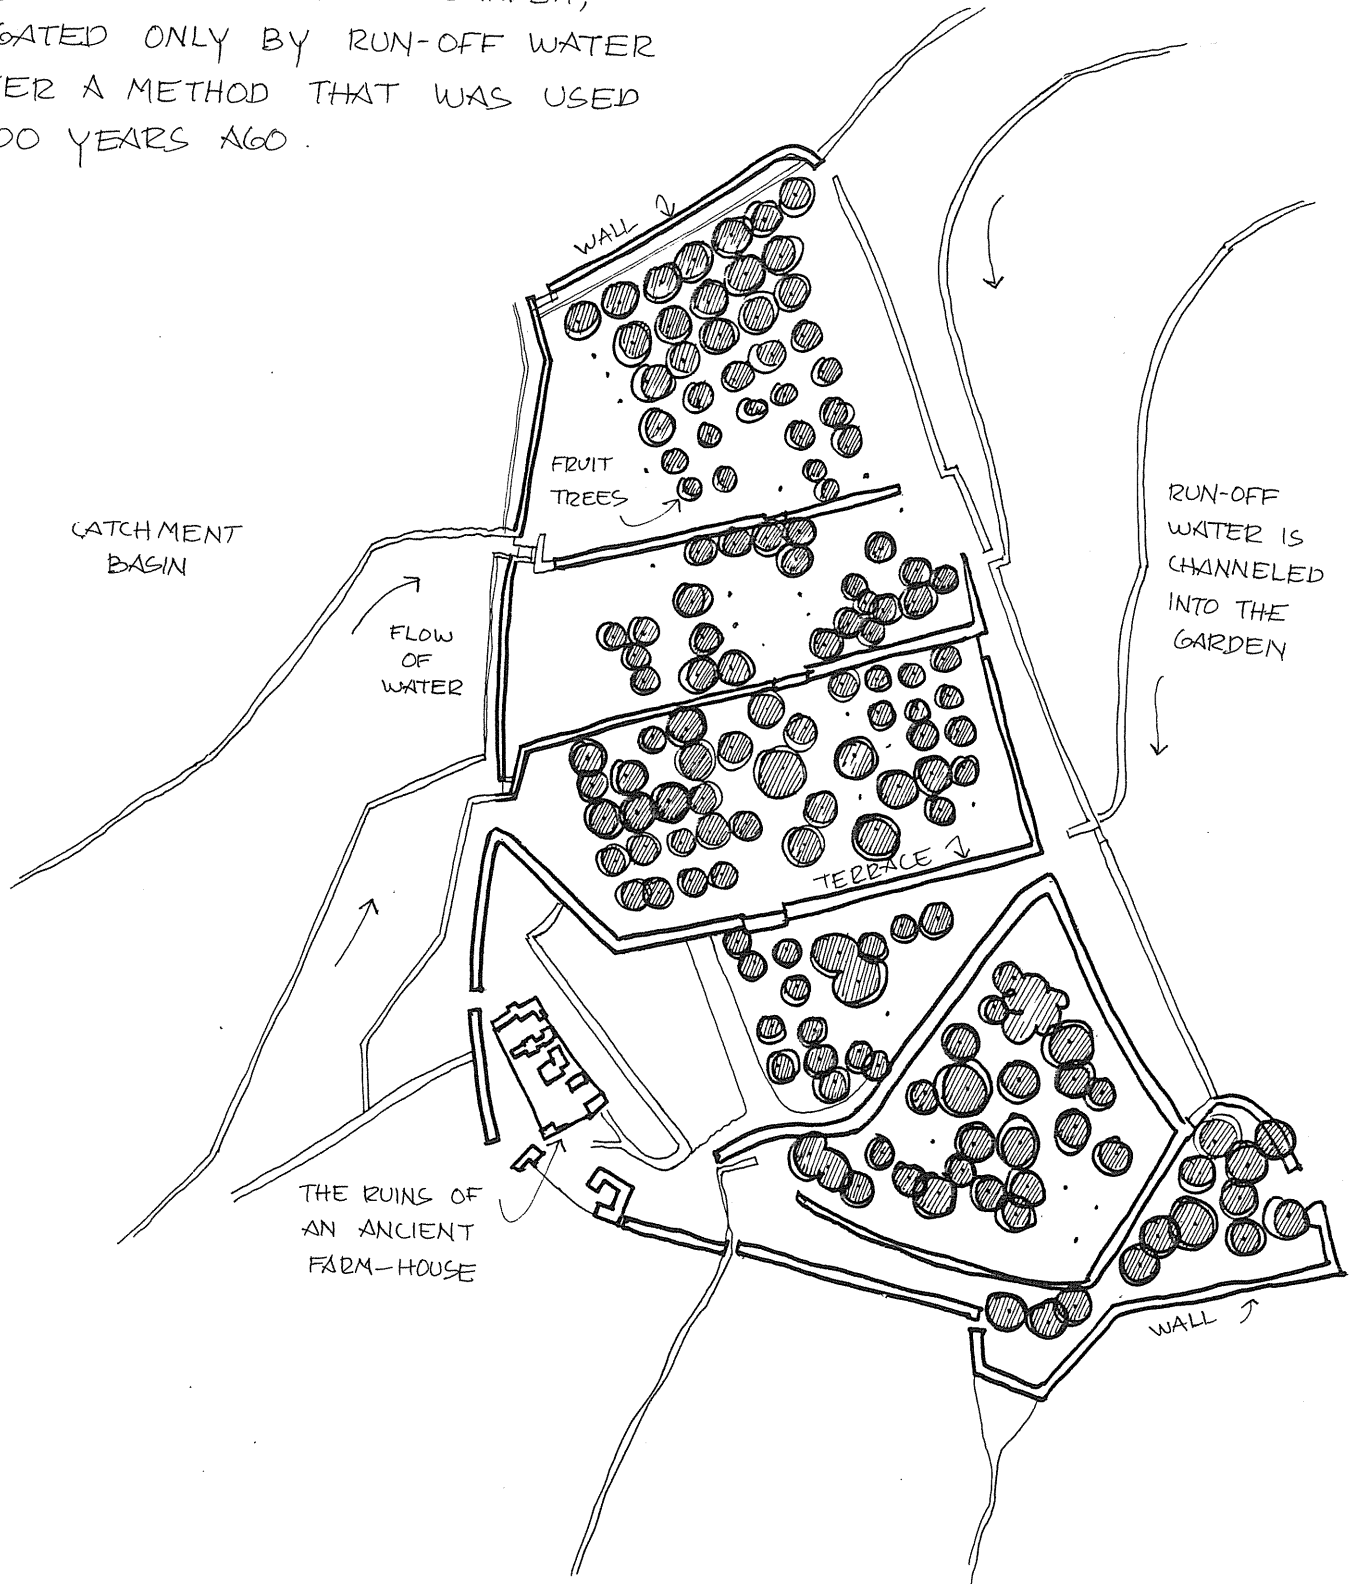 GATED ONLY BY RUN-OFF WATER
TER A METHOD THAT WAS USED
00 YEARS AGO.
WALL
FRUIT
TREES
CATCHMENT
BASIN
FLOW
OF
WATER
RUN-OFF
WATER IS
CHANNELED
INTO THE
GARDEN
TERRACE
THE RUINS OF
AN ANCIENT
FARM-HOUSE
WALL